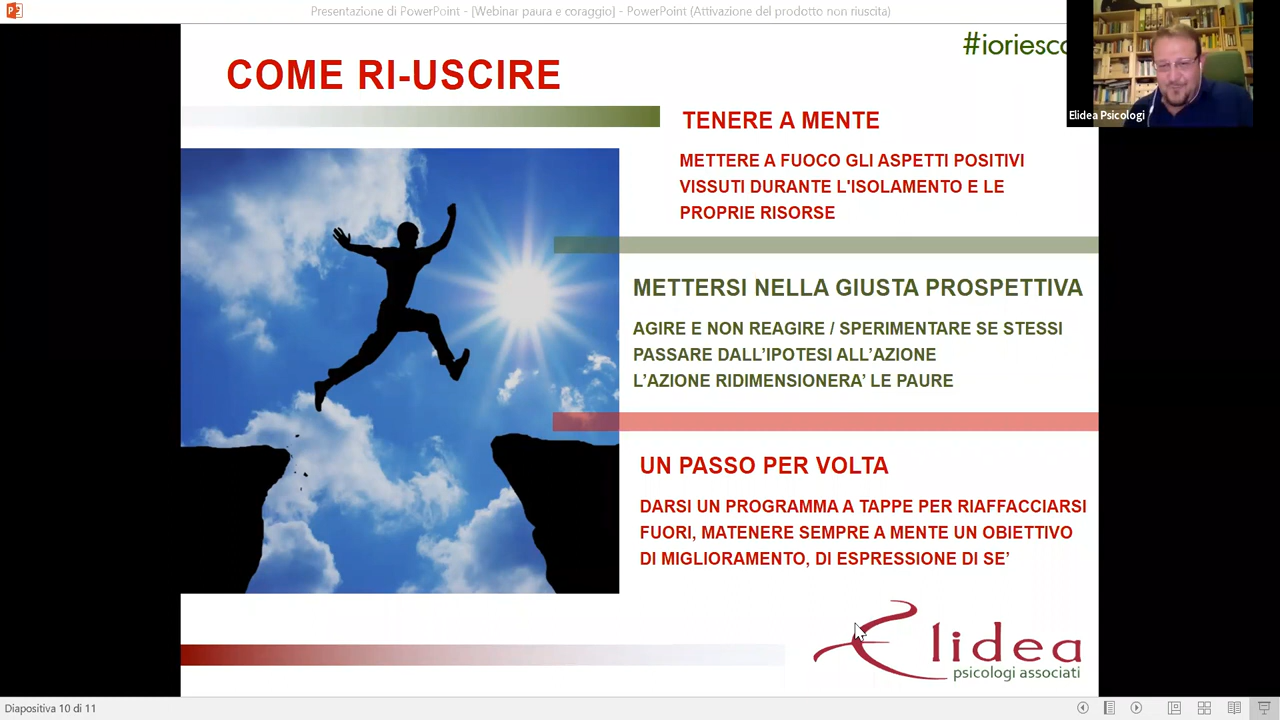 Presentazione di PowerPoint - [Webinar paura e coraggio] - PowerPoint (Attivazione del prodotto non riuscita)
#ioriesco
Elidea Psicologi
COME RI-USCIRE
TENERE A MENTE
METTERE A FUOCO GLI ASPETTI POSITIVI
VISSUTI DURANTE L'ISOLAMENTO E LE
PROPRIE RISORSE
METTERSI NELLA GIUSTA PROSPETTIVA
AGIRE E NON REAGIRE / SPERIMENTARE SE STESSI
PASSARE DALL’IPOTESI ALL’AZIONE
L’AZIONE RIDIMENSIONERA’ LE PAURE
UN PASSO PER VOLTA
DARSI UN PROGRAMMA A TAPPE PER RIAFFACCIARSI
FUORI, MATENERE SEMPRE A MENTE UN OBIETTIVO
DI MIGLIORAMENTO, DI ESPRESSIONE DI SE’
Elidea
psicologi associati
Diapositiva 10 di 11